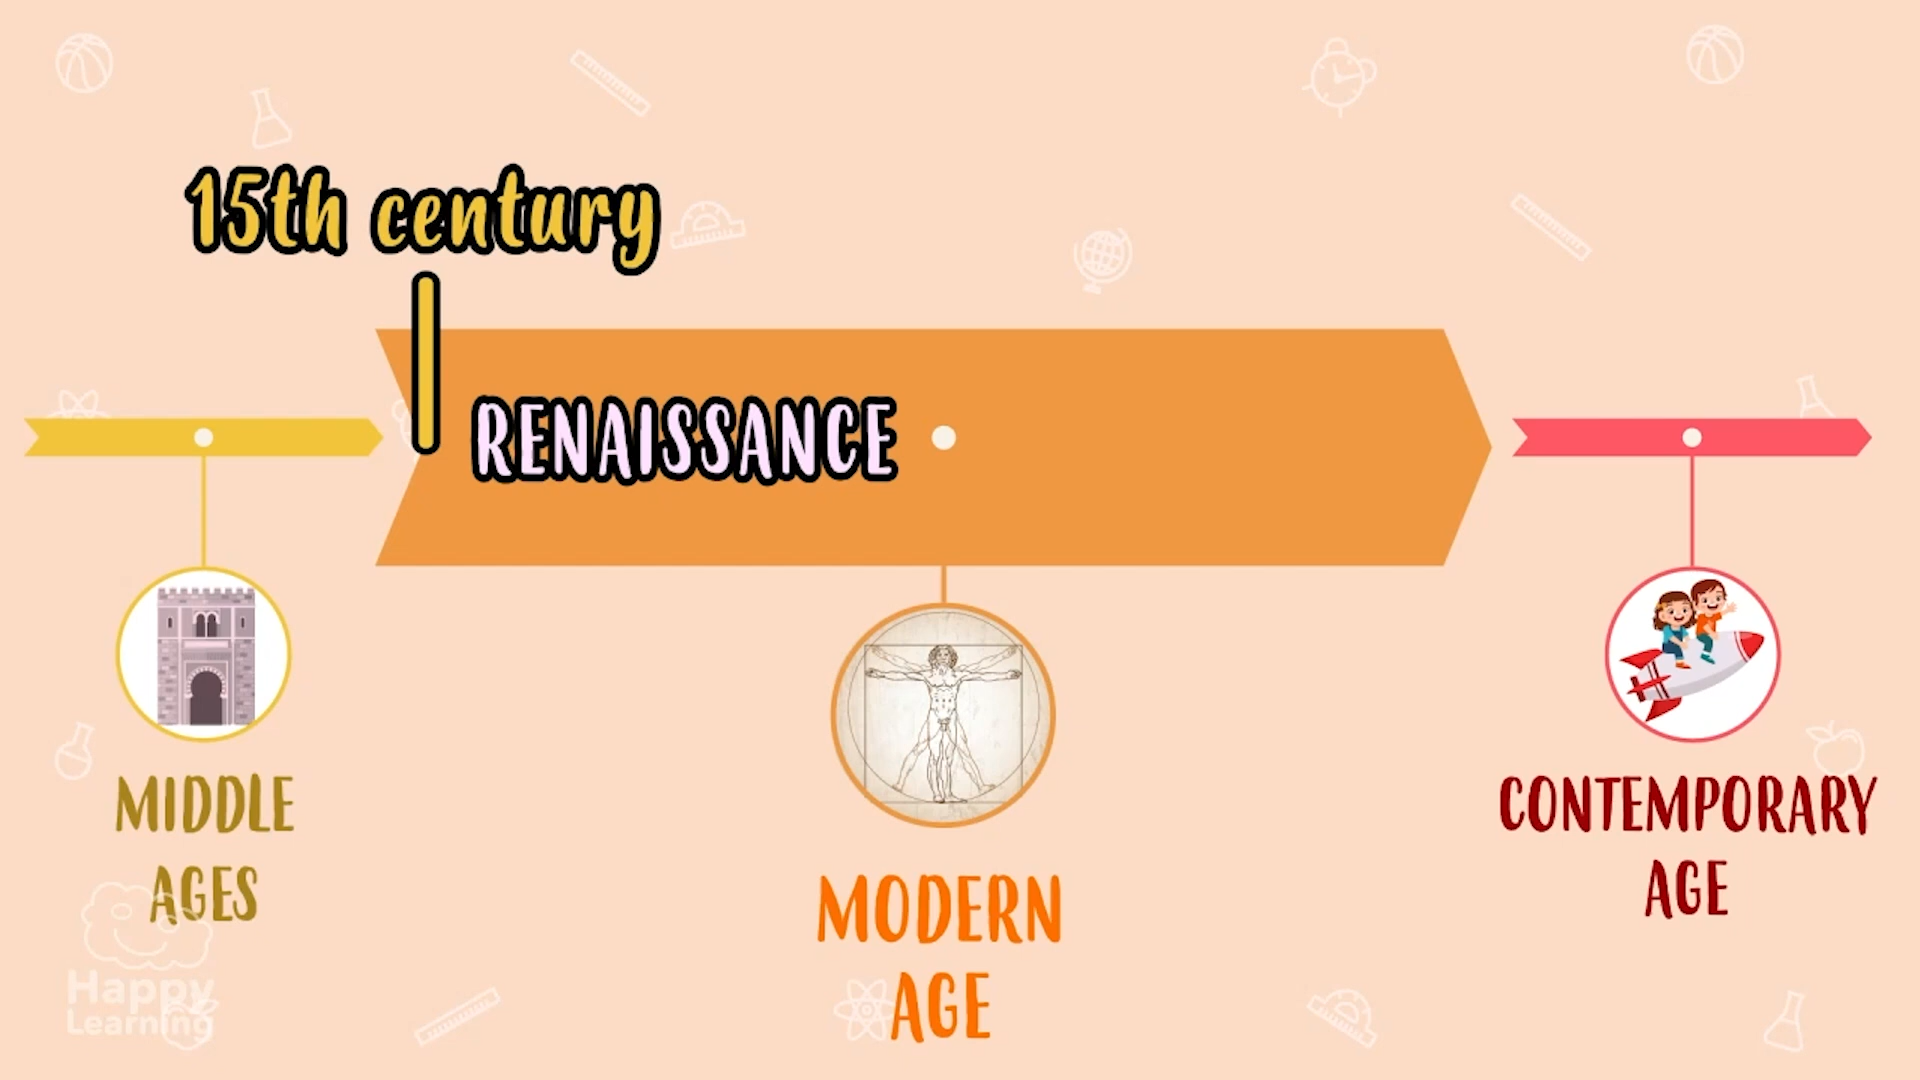 15th century
RENAISSANCE
MIDDLE
AGES
MODERN
AGE
CONTEMPORARY
AGE
Happy
Learning